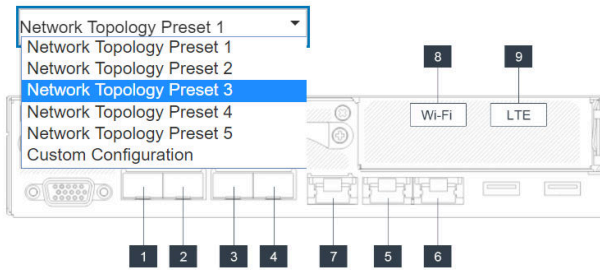 Network Topology Preset 1
Network Topology Preset 1
Network Topology Preset 2
Network Topology Preset 3
Network Topology Preset 4
Network Topology Preset 5
Custom Configuration
8 9
Wi-Fi LTE
1 2 3 4 7 5 6